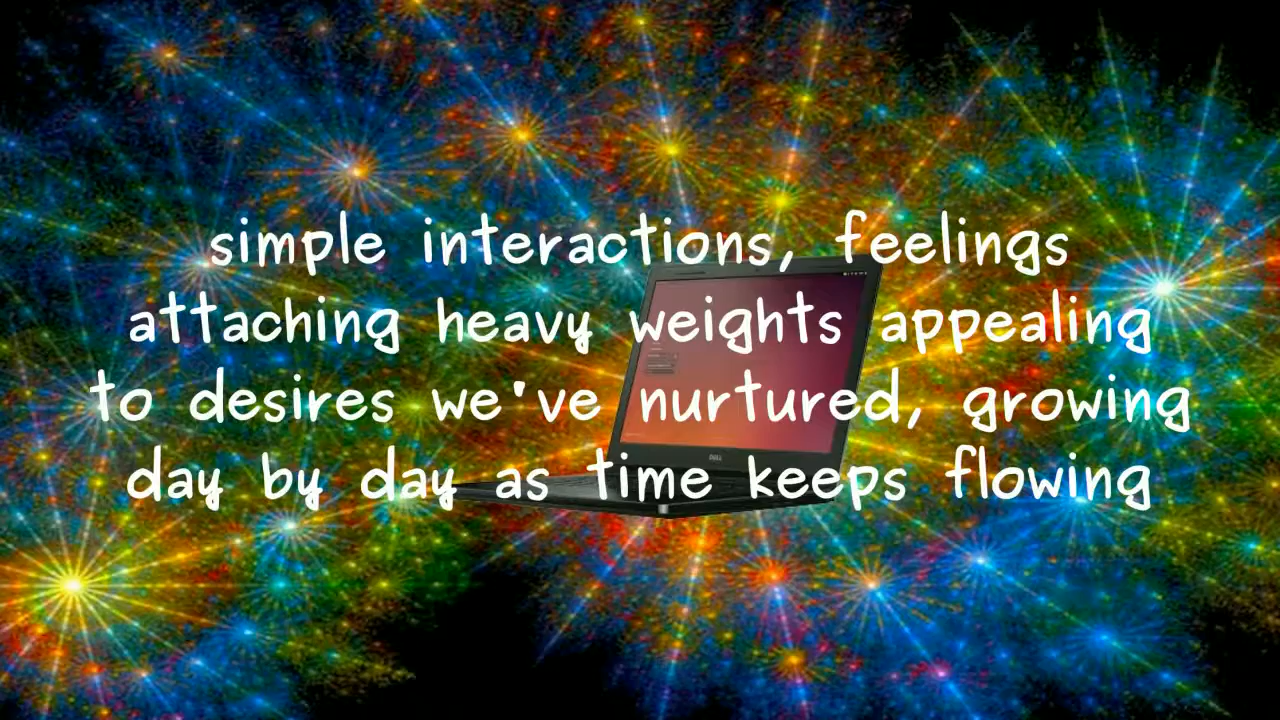 simple interactions, feelings
attaching heavy weights appealing
to desires we've nurtured, growing
day by day as time keeps flowing
DELL